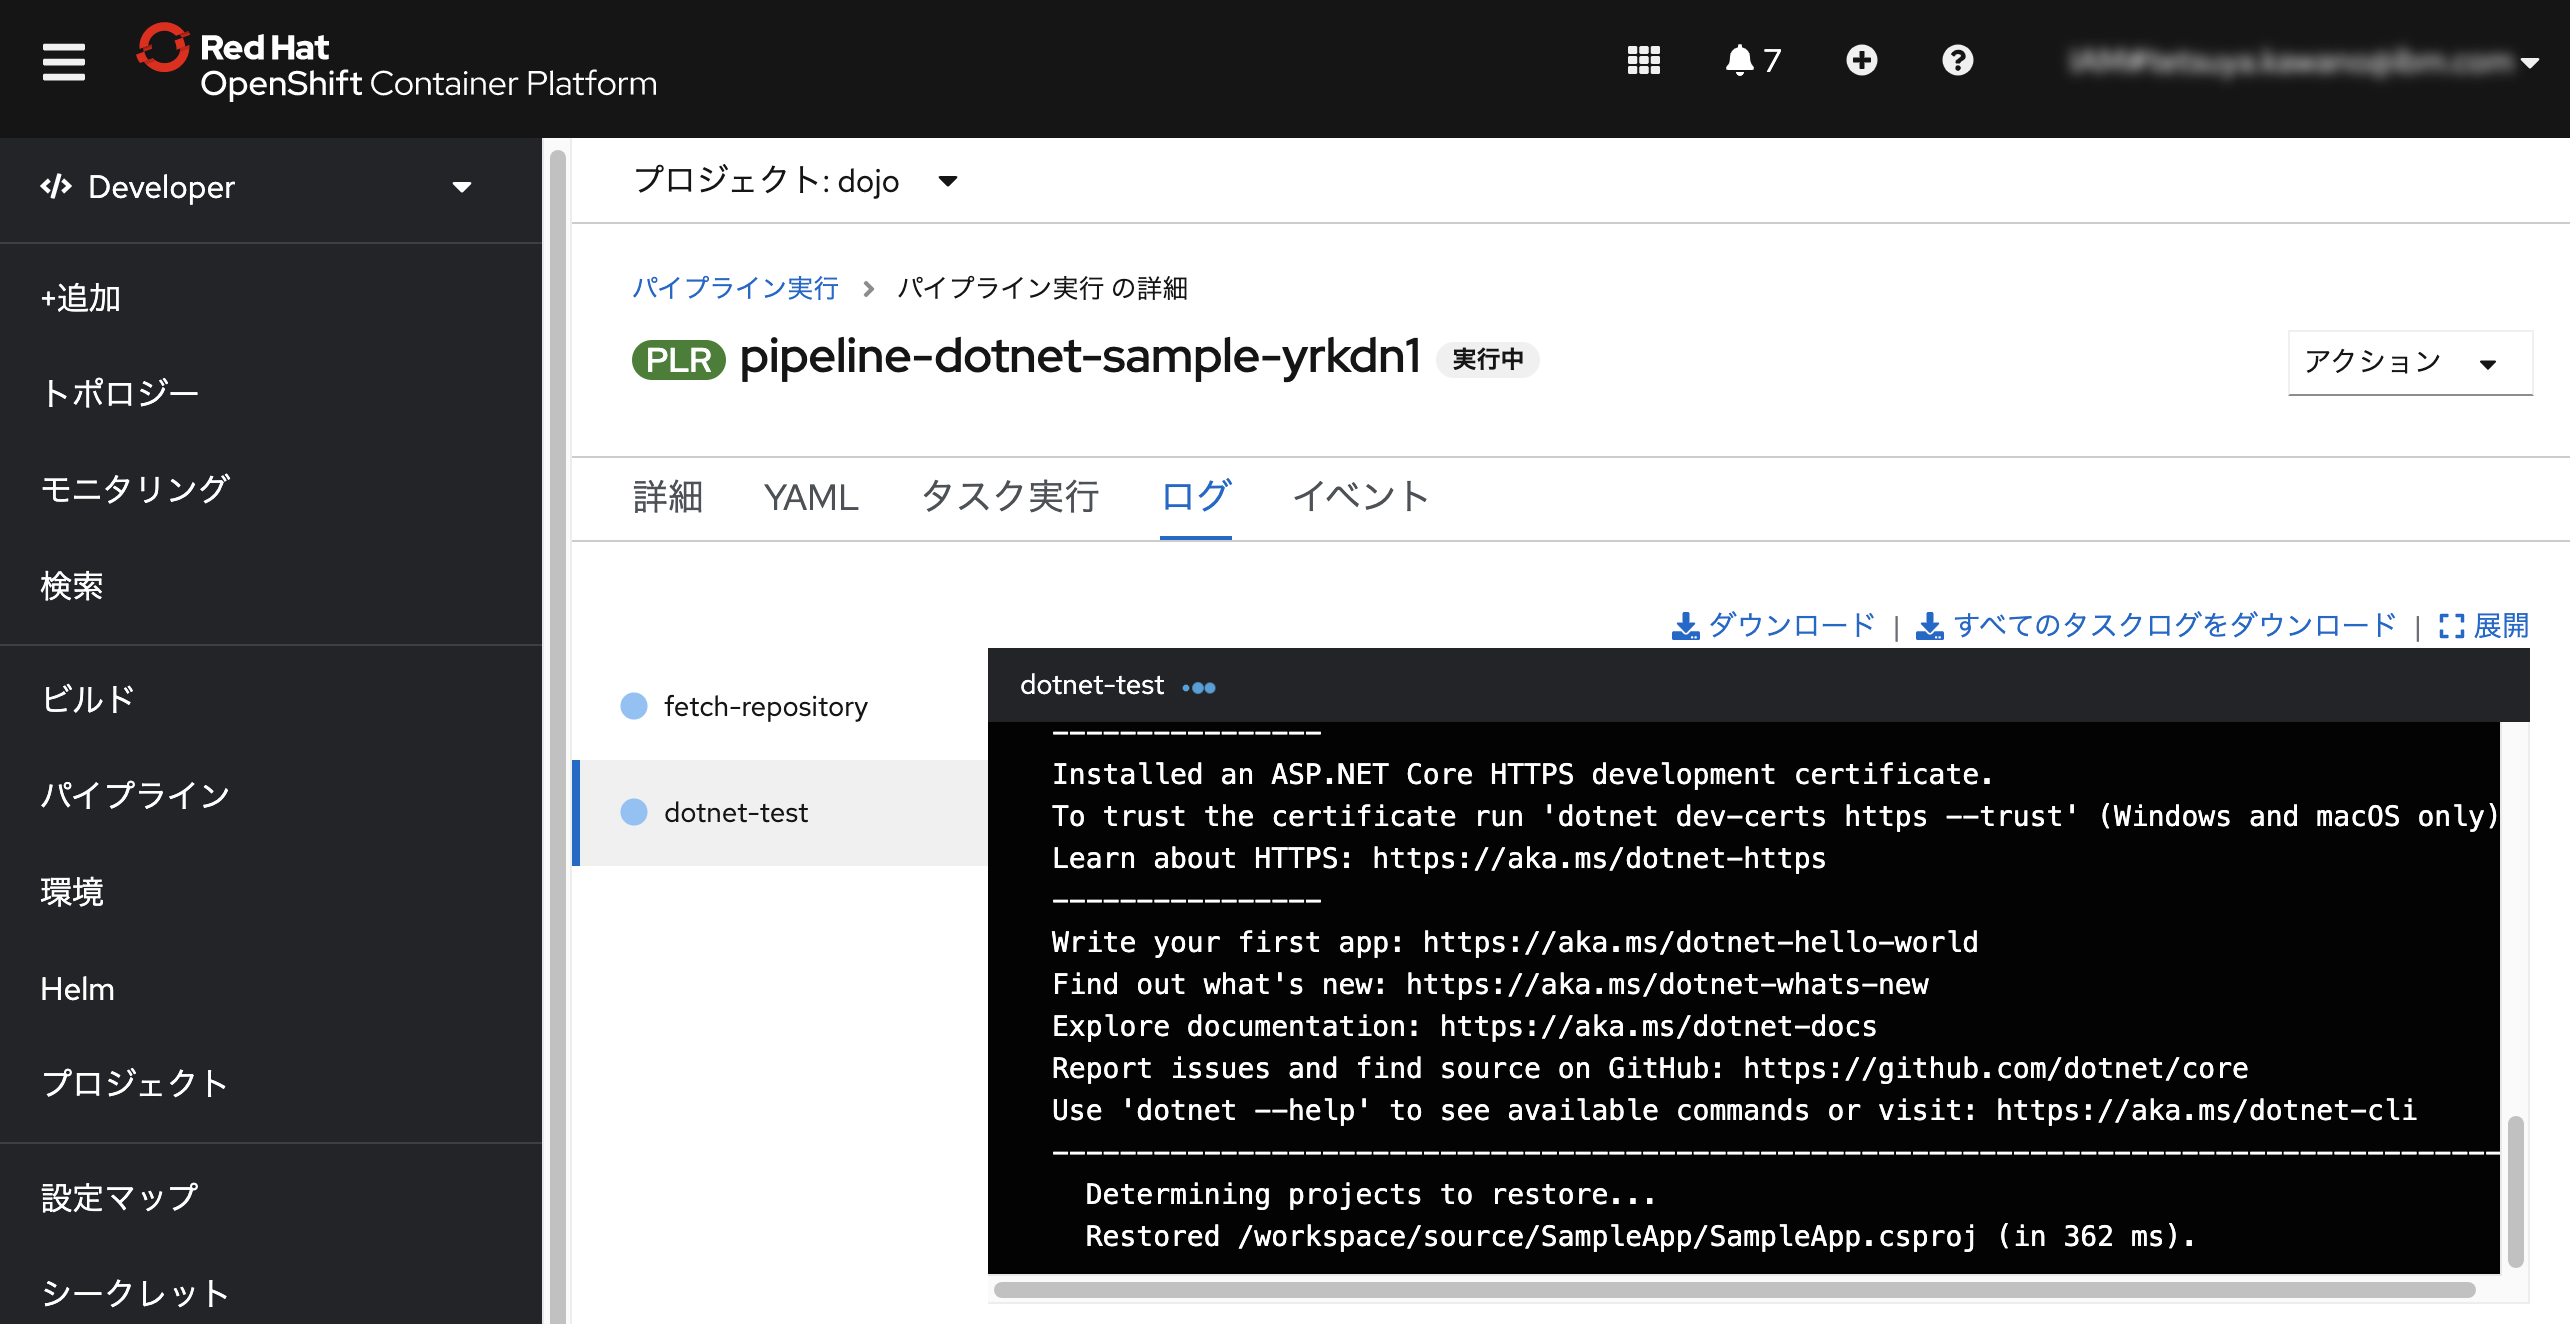 Red Hat
OpenShift Container Platform
7
Developer
+追加
トポロジー
モニタリング
検索
ビルド
パイプライン
環境
Helm
プロジェクト
設定マップ
シークレット
プロジェクト: dojo
パイプライン実行 > パイプライン実行 の詳細
PLR pipeline-dotnet-sample-yrkdn1 実行中
アクション
詳細 YAML タスク実行 ログ イベント
ダウンロード | すべてのタスクログをダウンロード | 展開
fetch-repository
dotnet-test
dotnet-test
----------------
Installed an ASP.NET Core HTTPS development certificate.
To trust the certificate run 'dotnet dev-certs https --trust' (Windows and macOS only)
Learn about HTTPS: https://aka.ms/dotnet-https
----------------
Write your first app: https://aka.ms/dotnet-hello-world
Find out what's new: https://aka.ms/dotnet-whats-new
Explore documentation: https://aka.ms/dotnet-docs
Report issues and find source on GitHub: https://github.com/dotnet/core
Use 'dotnet --help' to see available commands or visit: https://aka.ms/dotnet-cli
--------------------------------------------------------------------------------------
Determining projects to restore...
Restored /workspace/source/SampleApp/SampleApp.csproj (in 362 ms).